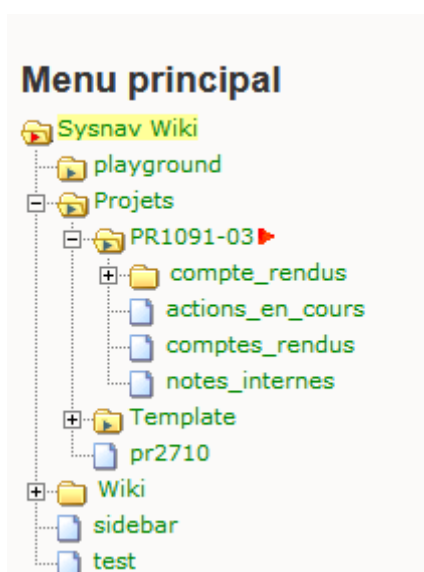 Menu principal
Sysnav Wiki
playground
Projets
PR1091-03
compte_rendus
actions_en_cours
comptes_rendus
notes_internes
Template
pr2710
Wiki
sidebar
test